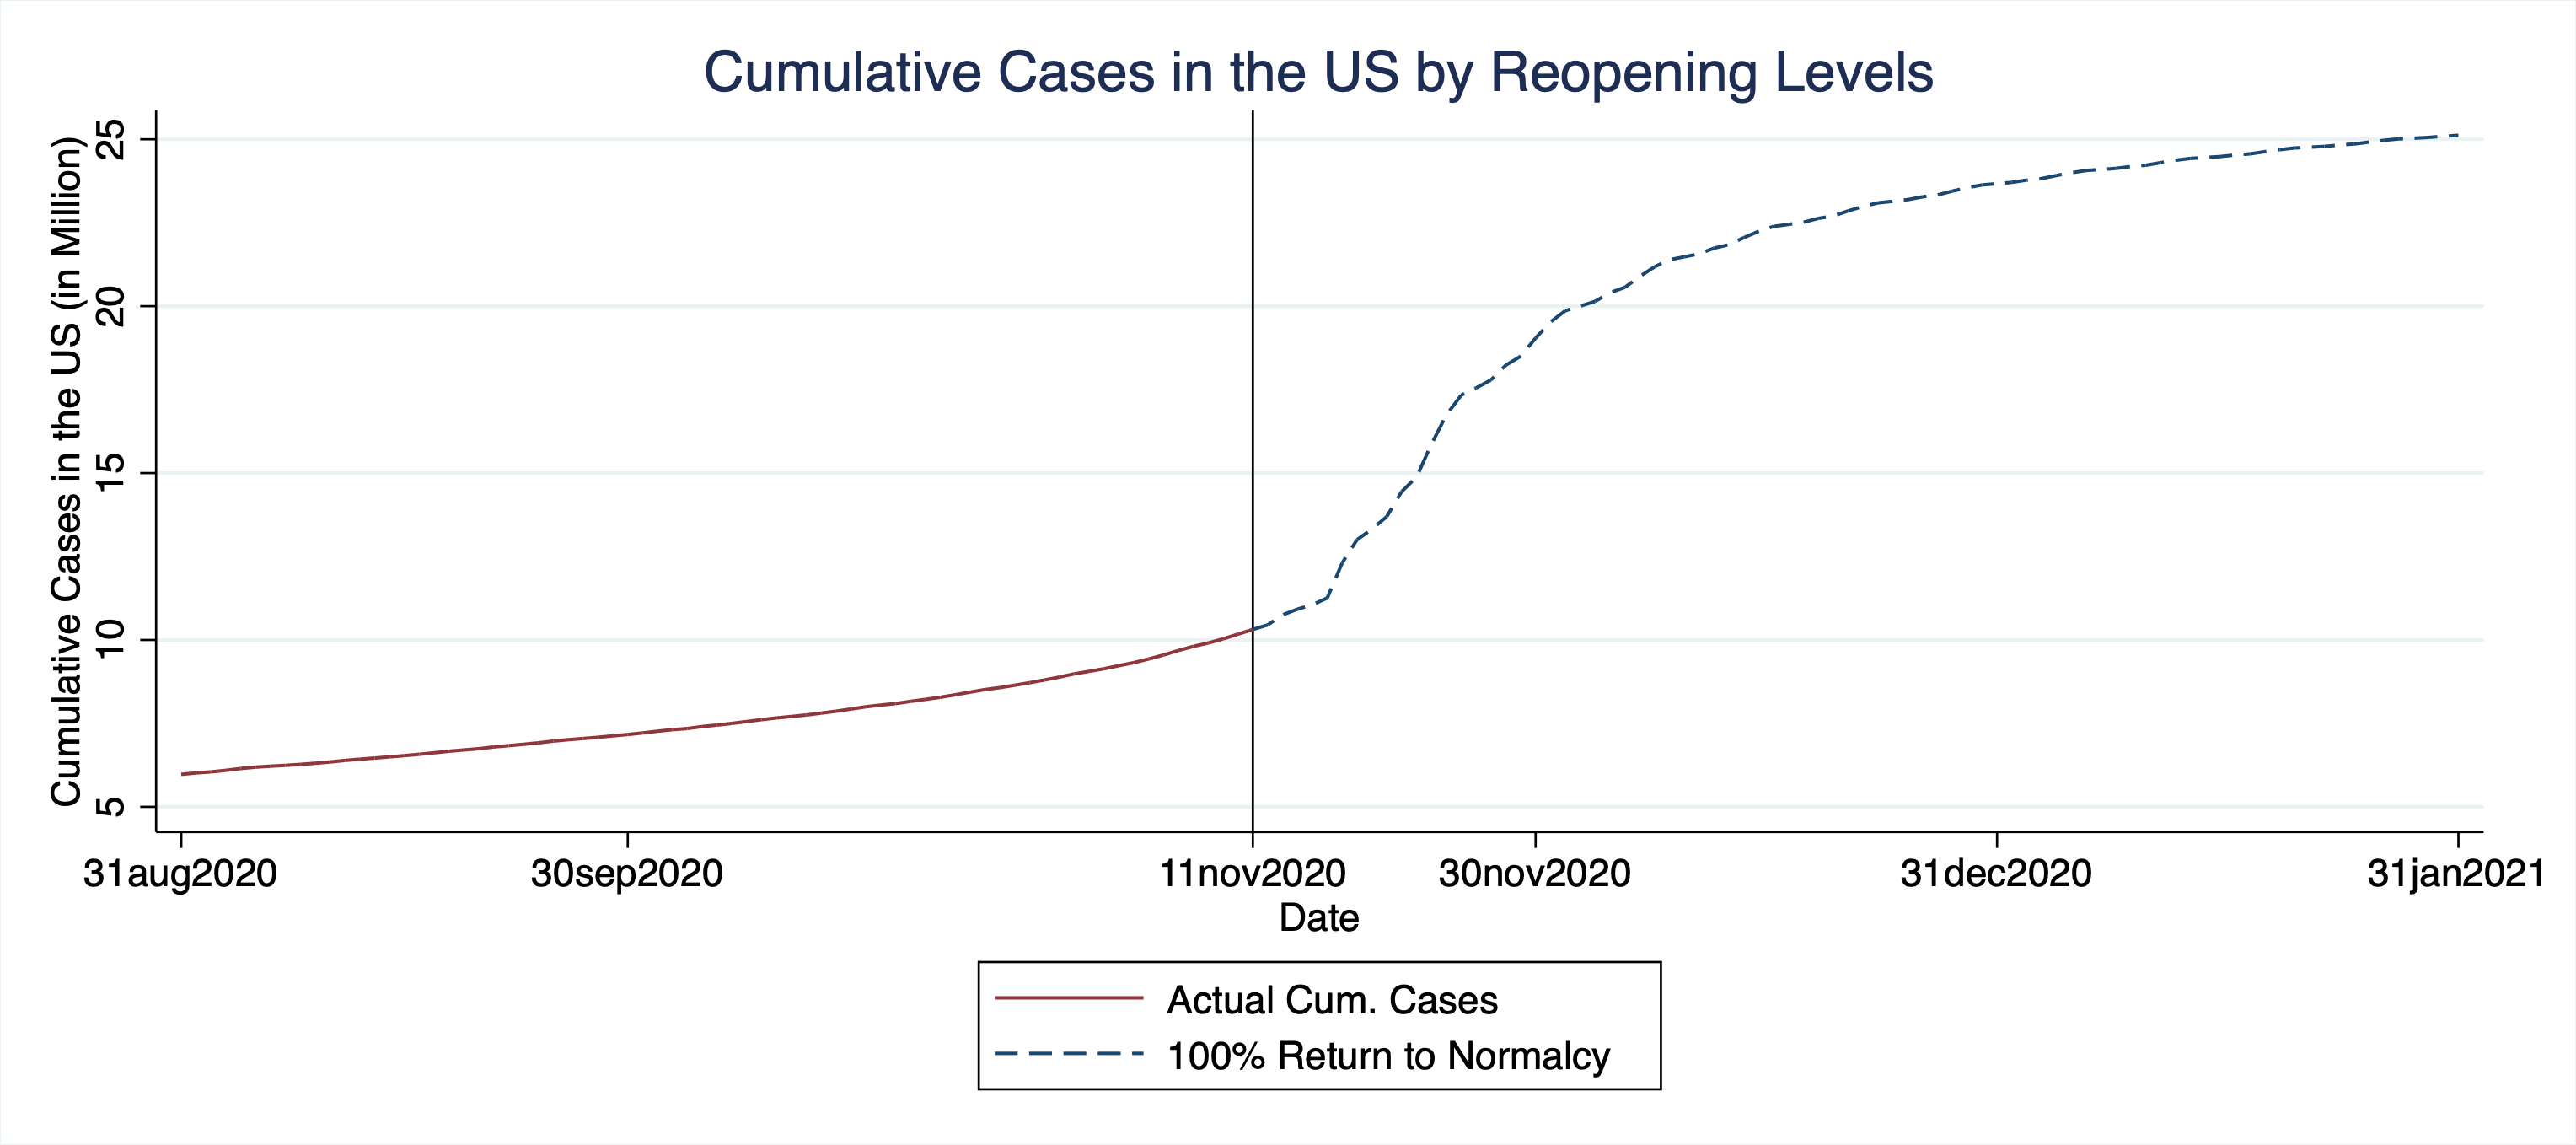 Cumulative Cases in the US by Reopening Levels
Cumulative Cases in the US (in Million)
25
20
15
10
5
31aug2020 30sep2020 11nov2020 30nov2020 31dec2020 31jan2021
Date
Actual Cum. Cases
100% Return to Normalcy